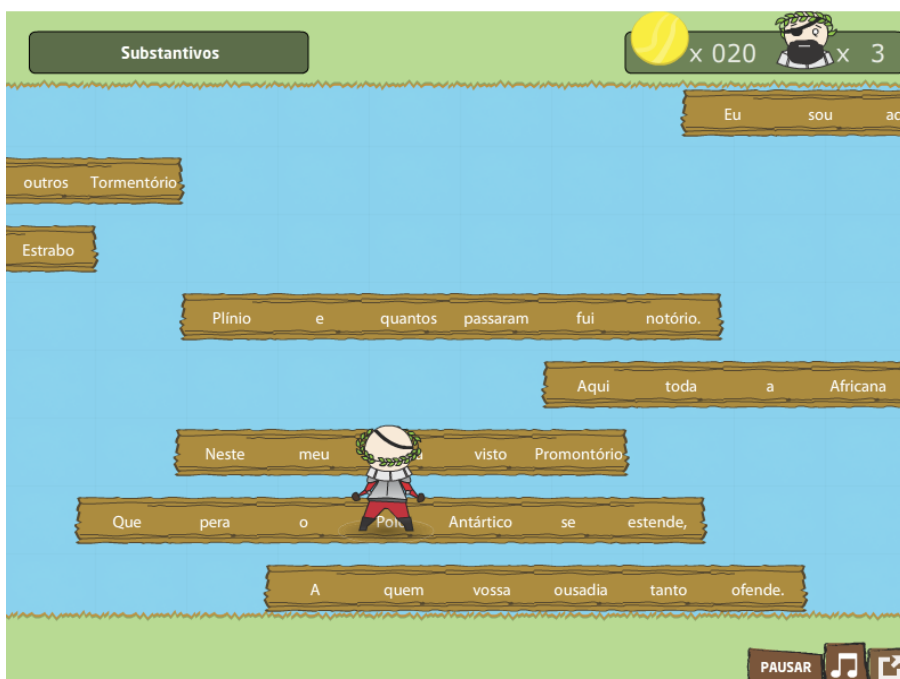 Substantivos
x 020 x 3
Eu sou
outros Tormentório
Estrabo
Plínio e quantos passaram fui notório.
Aqui toda a Africana
Neste meu visto Promontório
Que pera o Antártico se estende,
A quem vossa ousadia tanto ofende.
PAUSAR